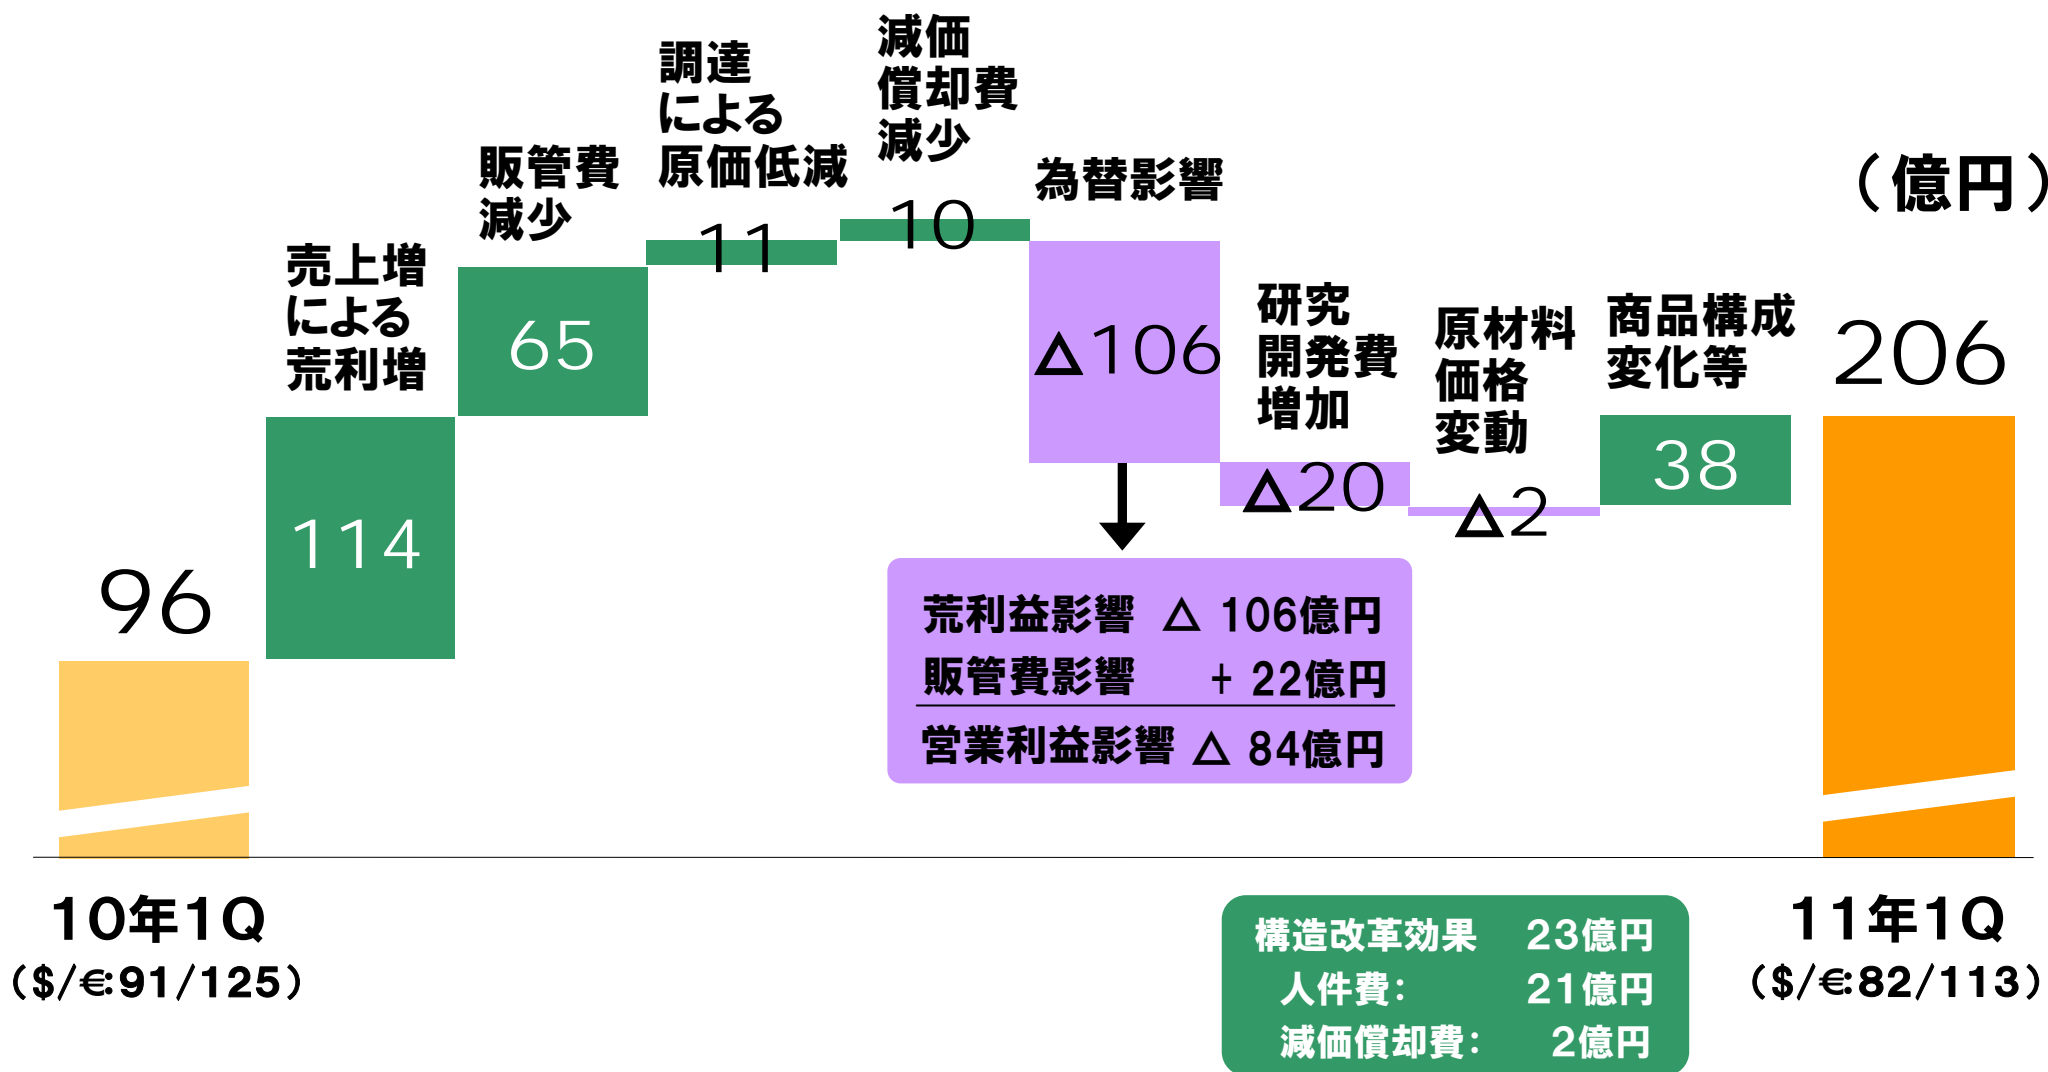 (億円)
96
売上増
による
荒利増
114
販管費
減少
65
調達
による
原価低減
11
減価
償却費
減少
10
為替影響
△106
研究
開発費
増加
△20
原材料
価格
変動
△2
商品構成
変化等
38
206
荒利益影響 △ 106億円
販管費影響 + 22億円
営業利益影響 △ 84億円
10年1Q
($/€:91/125)
11年1Q
($/€:82/113)
構造改革効果 23億円
人件費: 21億円
減価償却費: 2億円